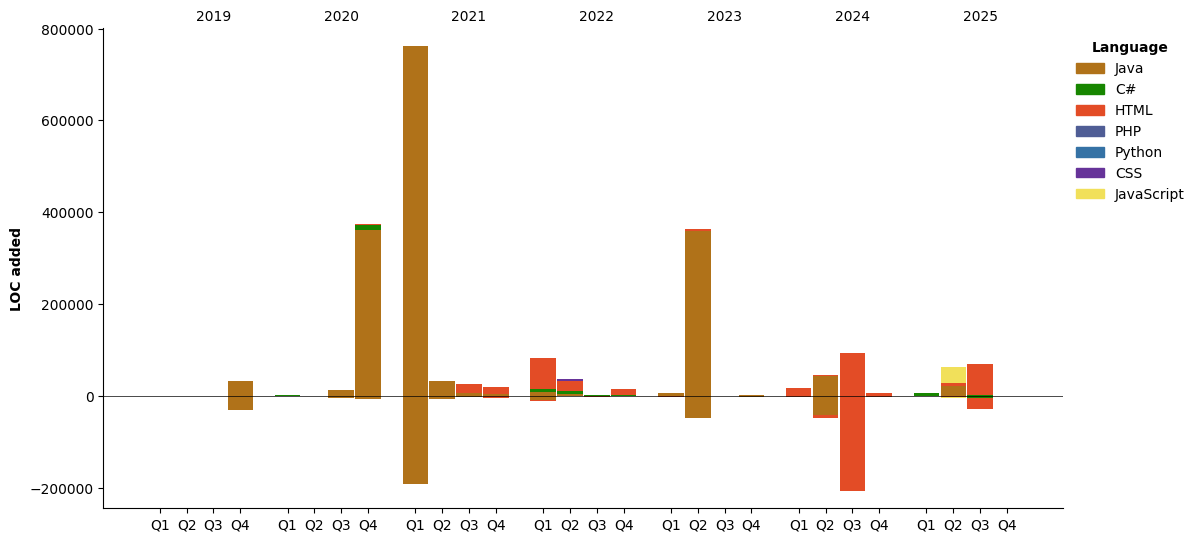 2019 2020 2021 2022 2023 2024 2025
800000
600000
400000
200000
0
−200000
LOC added
Language
Java
C#
HTML
PHP
Python
CSS
JavaScript
Q1 Q2 Q3 Q4 Q1 Q2 Q3 Q4 Q1 Q2 Q3 Q4 Q1 Q2 Q3 Q4 Q1 Q2 Q3 Q4 Q1 Q2 Q3 Q4 Q1 Q2 Q3 Q4